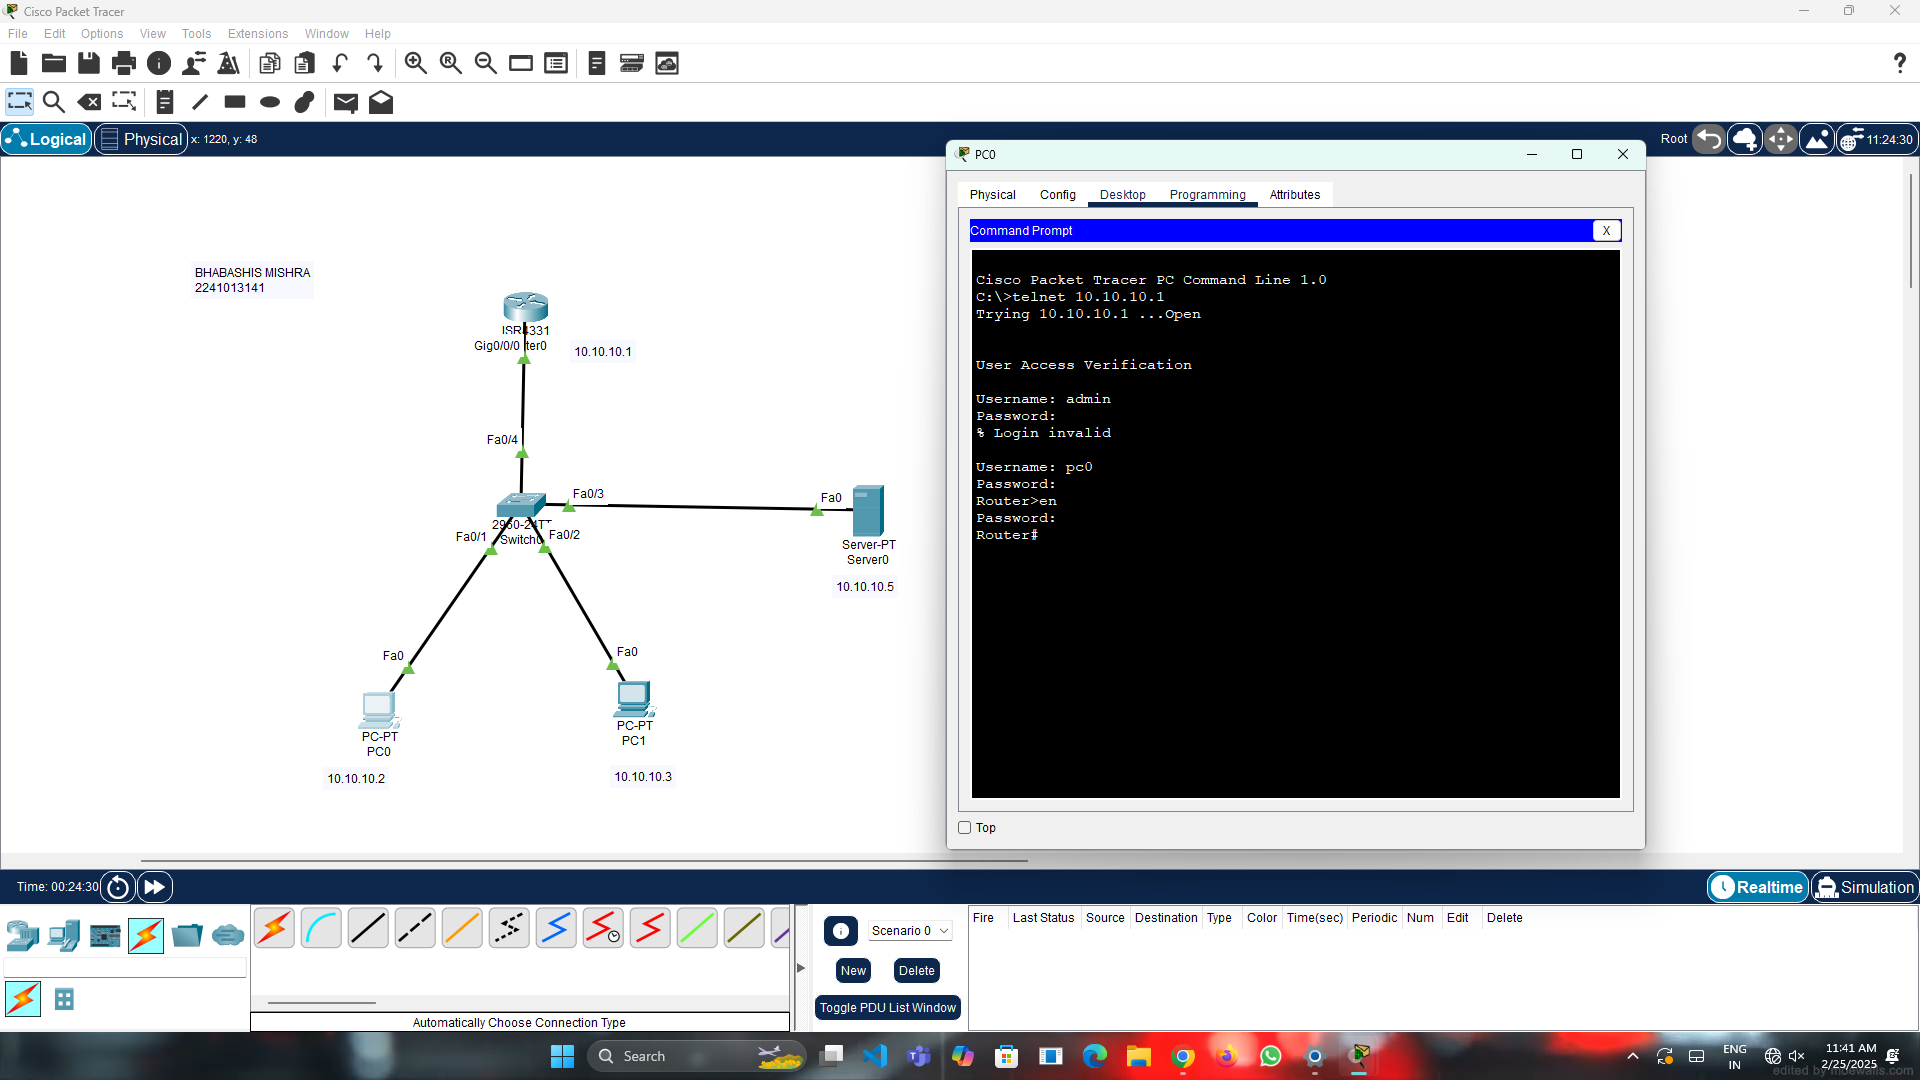 Cisco Packet Tracer
File Edit Options View Tools Extensions Window Help
Logical Physical x: 1220, y: 48
Root 11:24:30
BHABASHIS MISHRA
2241013141
ISR4331
Gig0/0/0 ter0
10.10.10.1
Fa0/4
Fa0/3
Fa0
2960-24TT
Switch0
Fa0/1
Fa0/2
Server-PT
Server0
10.10.10.5
Fa0
Fa0
PC-PT
PC0
10.10.10.2
PC-PT
PC1
10.10.10.3
PC0
Physical Config Desktop Programming Attributes
Command Prompt X
Cisco Packet Tracer PC Command Line 1.0
C:\>telnet 10.10.10.1
Trying 10.10.10.1 ...Open
User Access Verification
Username: admin
Password:
% Login invalid
Username: pc0
Password:
Router>en
Password:
Router#
Top
Time: 00:24:30
Realtime Simulation
Automatically Choose Connection Type
Scenario 0
New Delete
Toggle PDU List Window
Fire Last Status Source Destination Type Color Time(sec) Periodic Num Edit Delete
Search
ENG
IN
11:41 AM
2/25/2025
edited by moewalls.com